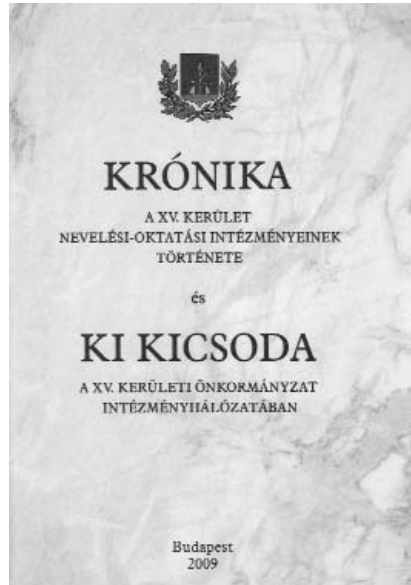 KRÓNIKA
A XV. KERÜLET
NEVELÉSI-OKTATÁSI INTÉZMÉNYEINEK
TÖRTÉNETE
és
KI KICSODA
A XV. KERÜLETI ÖNKORMÁNYZAT
INTÉZMÉNYHÁLÓZATÁBAN
Budapest
2009